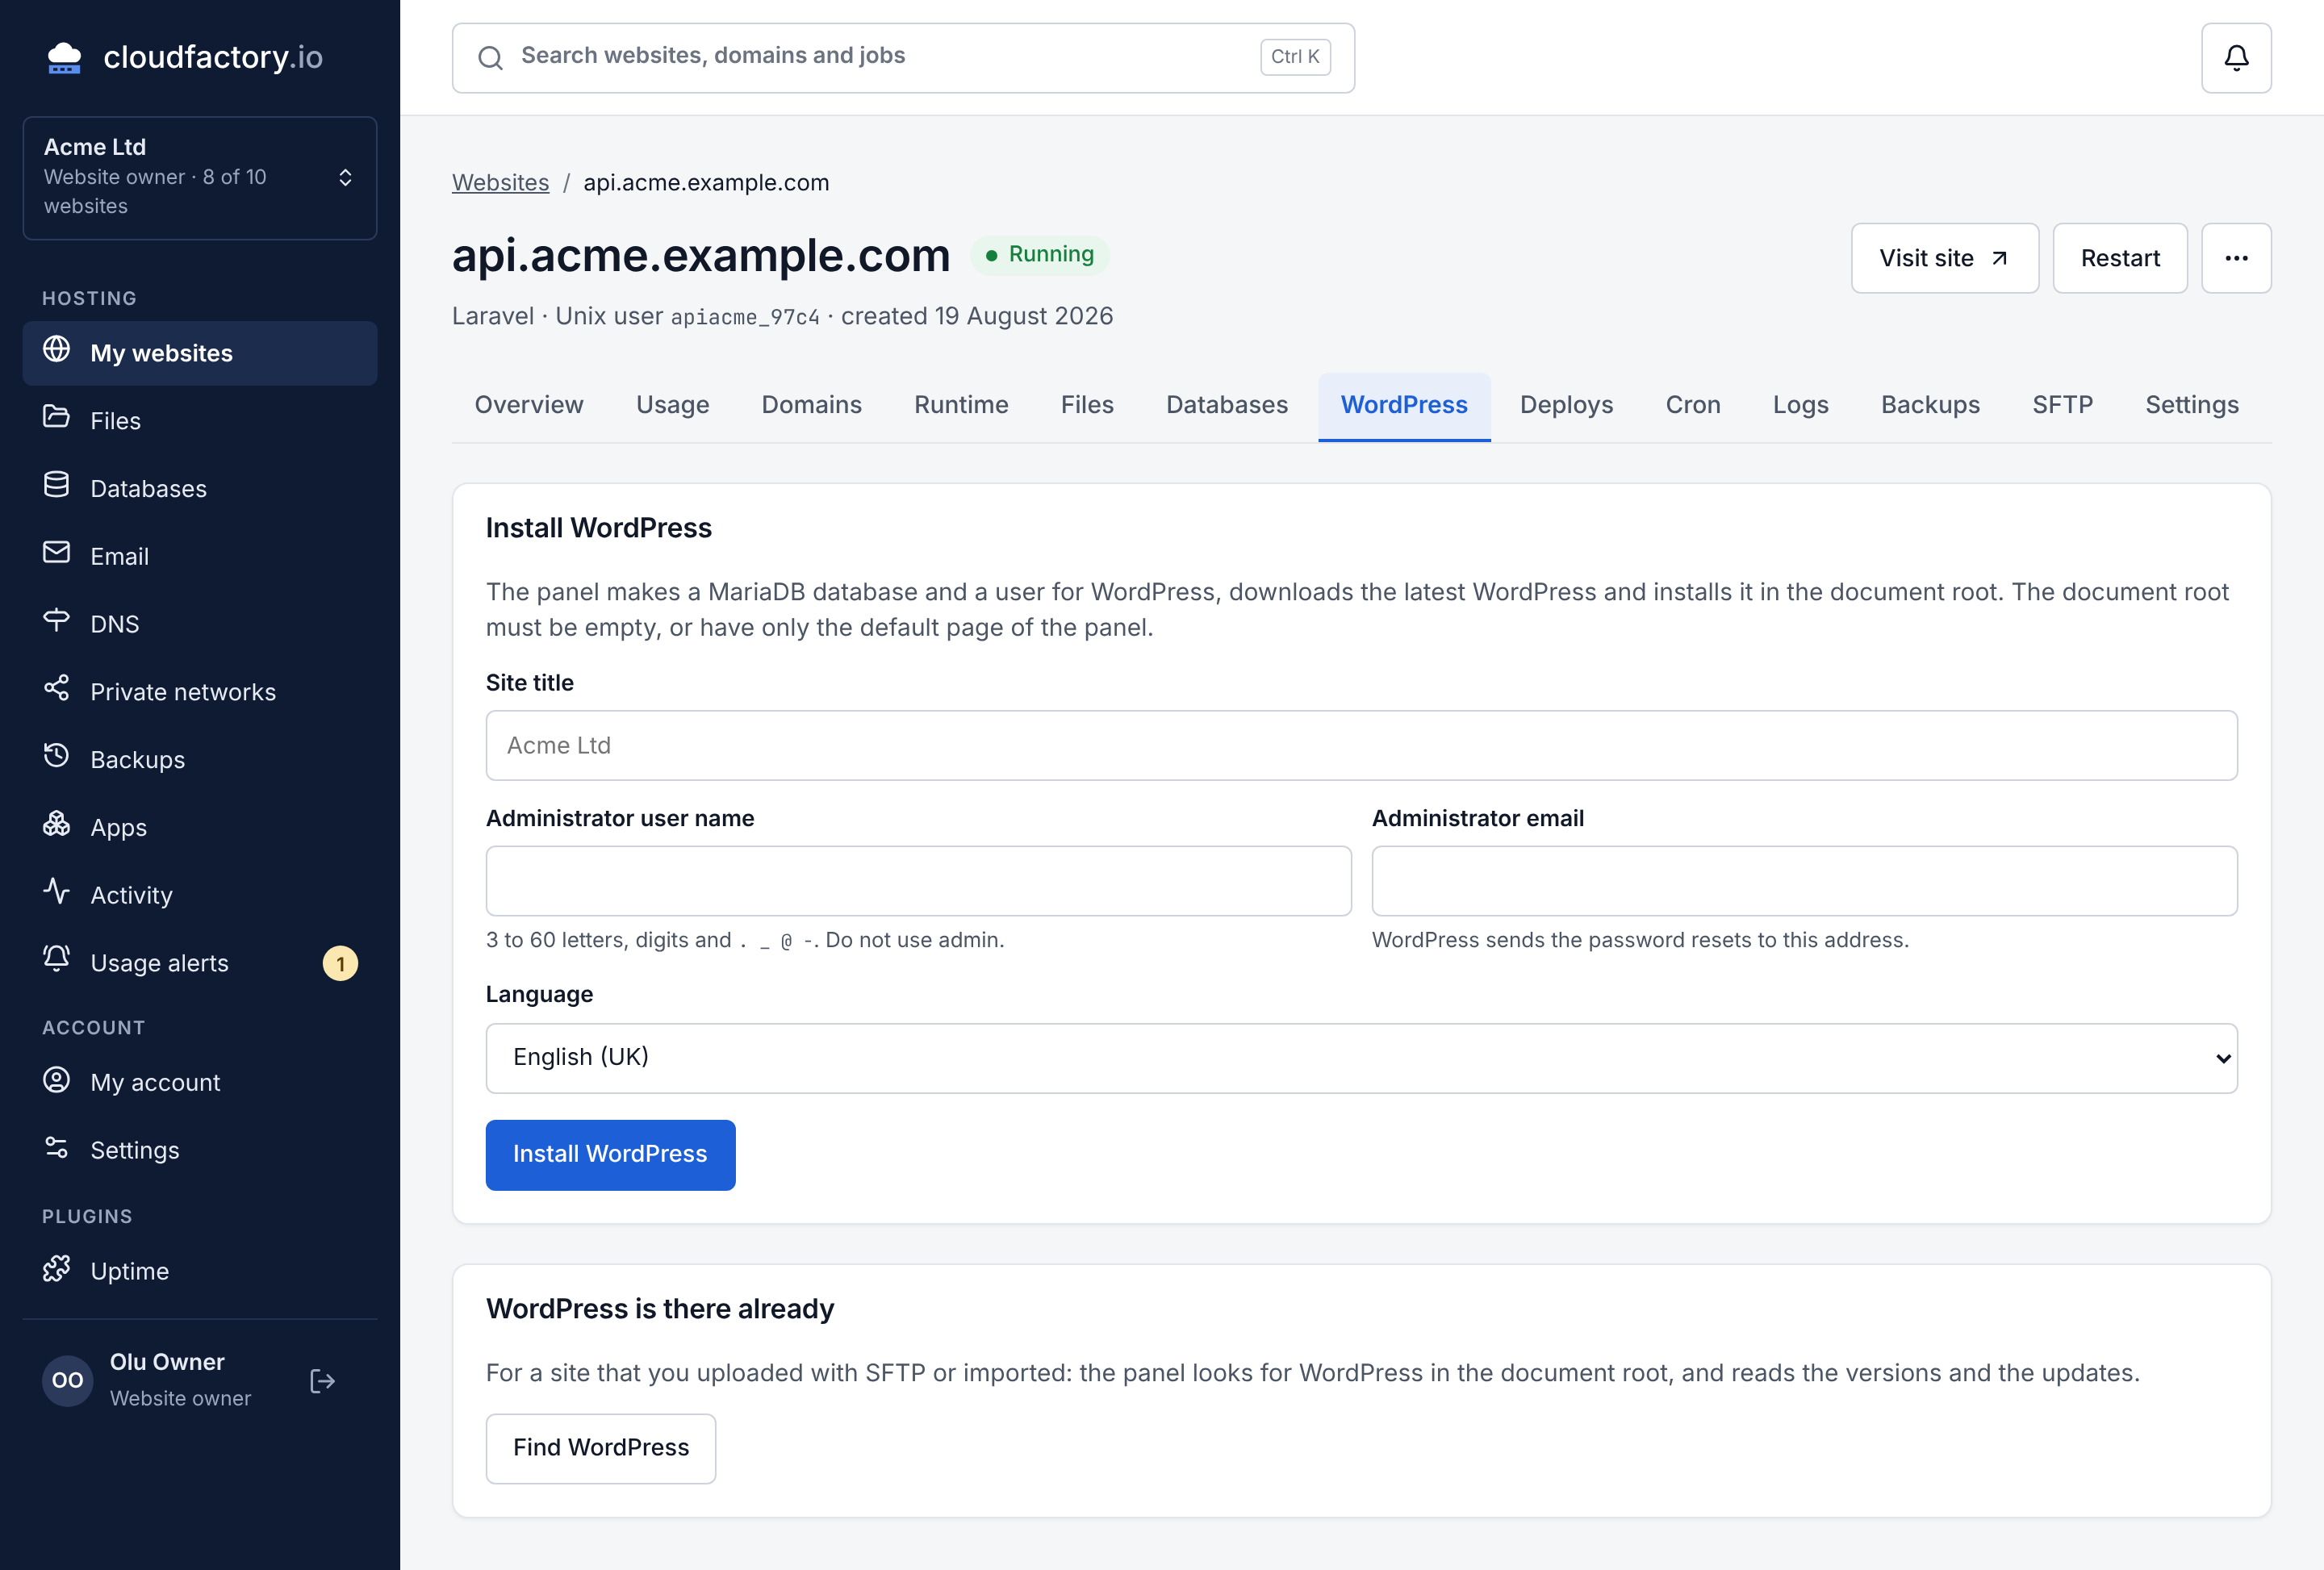 cloudfactory.io
Search websites, domains and jobs
Ctrl K
Acme Ltd
Website owner · 8 of 10
websites
HOSTING
My websites
Files
Databases
Email
DNS
Private networks
Backups
Apps
Activity
Usage alerts
1
ACCOUNT
My account
Settings
PLUGINS
Uptime
OO
Olu Owner
Website owner
Websites / api.acme.example.com
api.acme.example.com
Running
Visit site
Restart
Laravel · Unix user apiacme_97c4 · created 19 August 2026
Overview
Usage
Domains
Runtime
Files
Databases
WordPress
Deploys
Cron
Logs
Backups
SFTP
Settings
Install WordPress
The panel makes a MariaDB database and a user for WordPress, downloads the latest WordPress and installs it in the document root. The document root
must be empty, or have only the default page of the panel.
Site title
Acme Ltd
Administrator user name
Administrator email
3 to 60 letters, digits and . _ @ -. Do not use admin.
WordPress sends the password resets to this address.
Language
English (UK)
Install WordPress
WordPress is there already
For a site that you uploaded with SFTP or imported: the panel looks for WordPress in the document root, and reads the versions and the updates.
Find WordPress